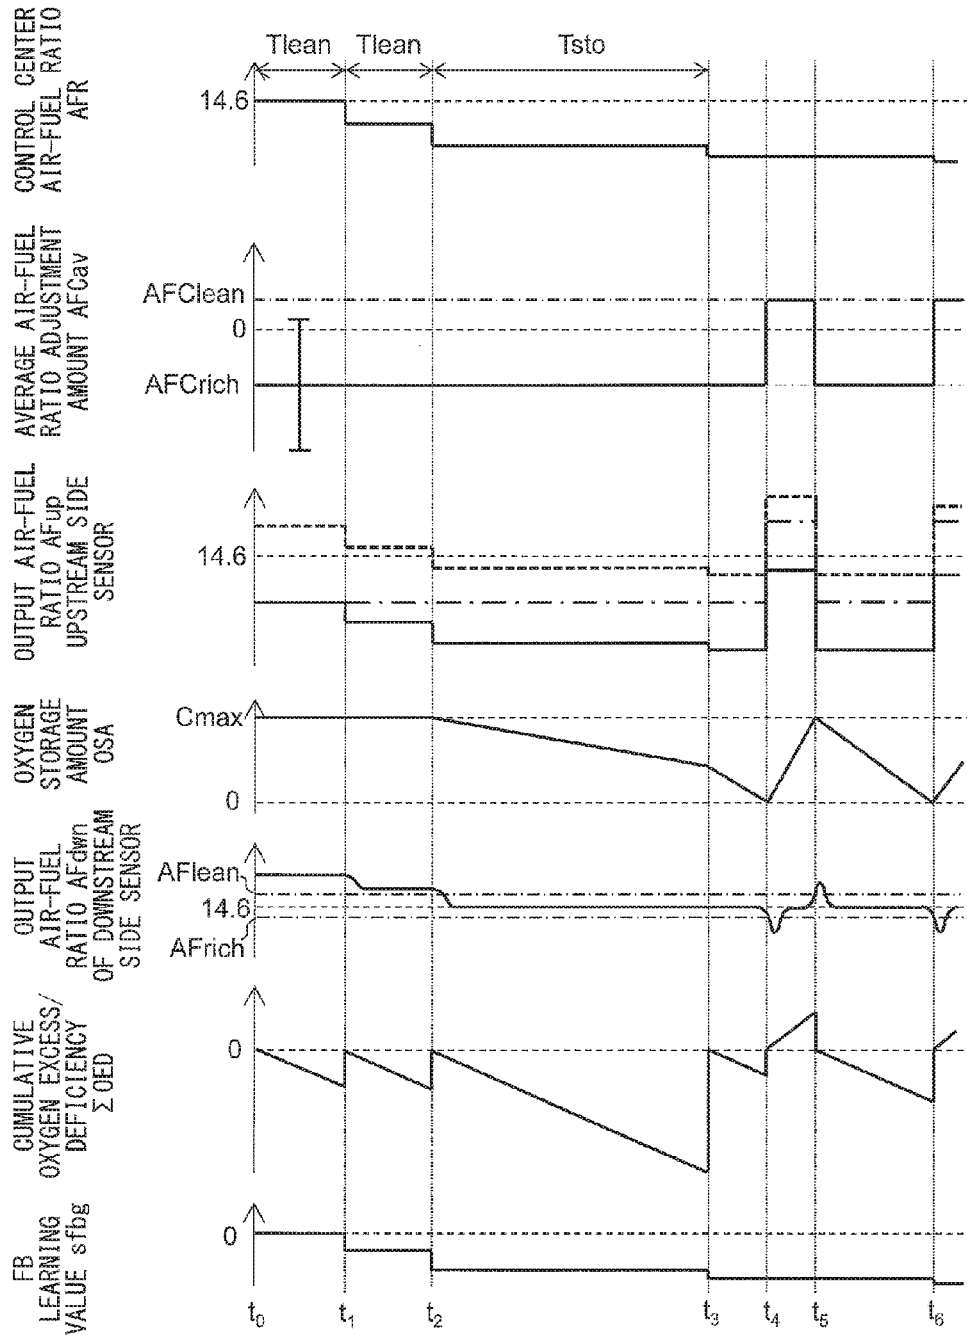 Tlean Tlean Tsto
CONTROL CENTER
AIR-FUEL RATIO
AFR
14.6
AVERAGE AIR-FUEL
RATIO ADJUSTMENT
AMOUNT AFCav
AFClean
0
AFCrich
OUTPUT AIR-FUEL
RATIO AFup
UPSTREAM SIDE
SENSOR
14.6
OXYGEN
STORAGE
AMOUNT
OSA
Cmax
0
OUTPUT
AIR-FUEL
RATIO AFdwn
OF DOWNSTREAM
SIDE SENSOR
AFlean
14.6
AFrich
CUMULATIVE
OXYGEN EXCESS/
DEFICIENCY
ΣOED
0
FB
LEARNING
VALUE sfbg
0
t0 t1 t2 t3 t4 t5 t6